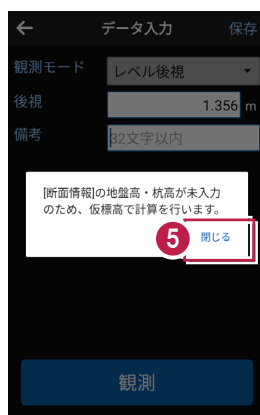 ← データ入力 保存
観測モード レベル後視
後視 1.356 m
備考 32文字以内
[断面情報]の地盤高・杭高が未入力
のため、仮標高で計算を行います。
5 閉じる
観測